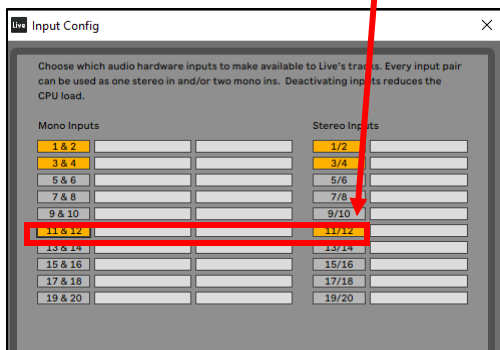 Live Input Config
Choose which audio hardware inputs to make available to Live's tracks. Every input pair
can be used as one stereo in and/or two mono ins. Deactivating inputs reduces the
CPU load.
Mono Inputs Stereo Inputs
1 & 2 1/2
3 & 4 3/4
5 & 6 5/6
7 & 8 7/8
9 & 10 9/10
11 & 12 11/12
13 & 14 13/14
15 & 16 15/16
17 & 18 17/18
19 & 20 19/20